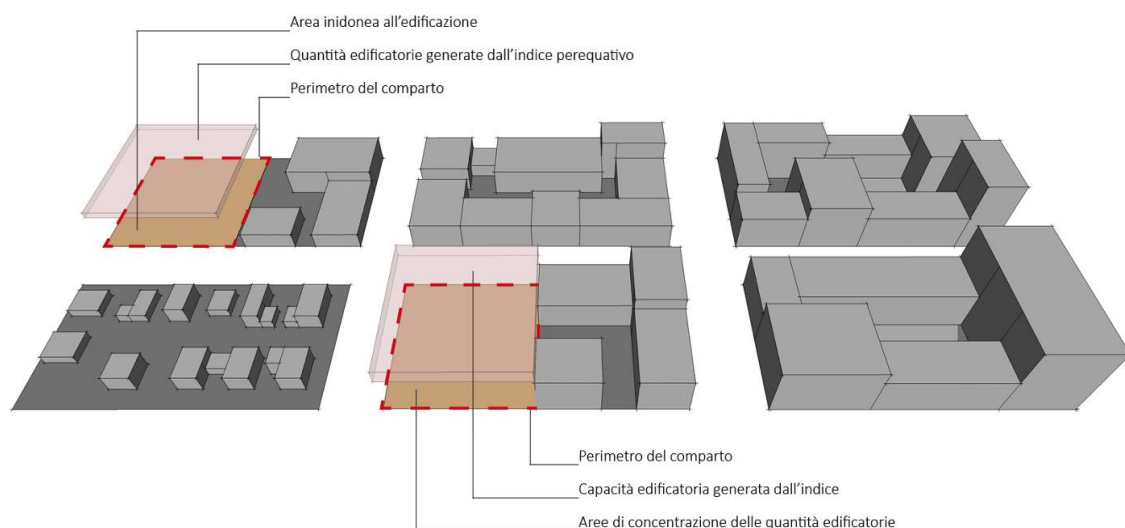 Area inidonea all'edificazione
Quantità edificatorie generate dall'indice perequativo
Perimetro del comparto
Perimetro del comparto
Capacità edificatoria generata dall'indice
Aree di concentrazione delle quantità edificatorie